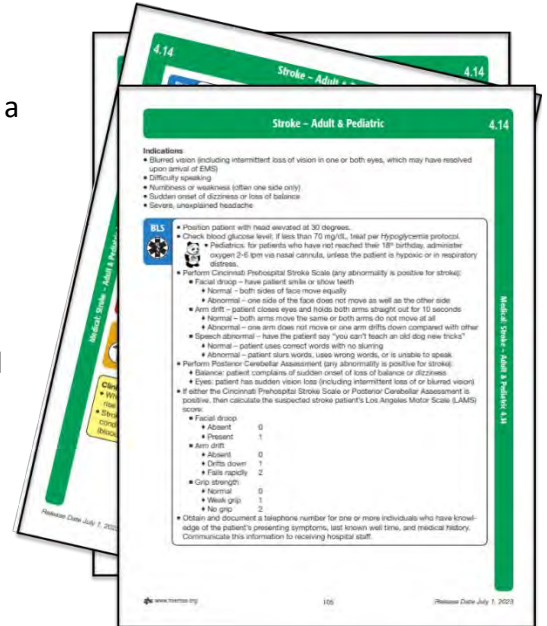 a
4.14
Stroke – Adult & Pediatric
4.14
Stroke – Adult & Pediatric
4.14
Indications
• Blurred vision (including intermittent loss of vision in one or both eyes, which may have resolved
upon arrival of EMS)
• Difficulty speaking
• Numbness or weakness (often one side only)
• Sudden onset of dizziness or loss of balance
• Severe, unexplained headache
BLS
• Position patient with head elevated at 30 degrees.
• Check blood glucose level; if less than 70 mg/dL, treat per Hypoglycemia protocol.
• Pediatrics: for patients who have not reached their 18th birthday, administer
oxygen 2-6 lpm via nasal cannula, unless the patient is hypoxic or in respiratory
distress.
• Perform Cincinnati Prehospital Stroke Scale (any abnormality is positive for stroke):
■ Facial droop – have patient smile or show teeth
♦ Normal – both sides of face move equally
♦ Abnormal – one side of the face does not move as well as the other side
■ Arm drift – patient closes eyes and holds both arms straight out for 10 seconds
♦ Normal – both arms move the same or both arms do not move at all
♦ Abnormal – one arm does not move or one arm drifts down compared with other
■ Speech abnormal – have the patient say "you can't teach an old dog new tricks"
♦ Normal – patient uses correct words with no slurring
♦ Abnormal – patient slurs words, uses wrong words, or is unable to speak
• Perform Posterior Cerebellar Assessment (any abnormality is positive for stroke):
♦ Balance: patient complains of sudden onset of loss of balance or dizziness
♦ Eyes: patient has sudden vision loss (including intermittent loss of or blurred vision)
• If either the Cincinnati Prehospital Stroke Scale or Posterior Cerebellar Assessment is
positive, then calculate the suspected stroke patient's Los Angeles Motor Scale (LAMS)
score:
■ Facial droop
♦ Absent 0
♦ Present 1
■ Arm drift
♦ Absent 0
♦ Drifts down 1
♦ Falls rapidly 2
■ Grip strength
♦ Normal 0
♦ Weak grip 1
♦ No grip 2
• Obtain and document a telephone number for one or more individuals who have knowl-
edge of the patient's presenting symptoms, last known well time, and medical history.
Communicate this information to receiving hospital staff.
Medical: Stroke – Adult & Pediatric 4.14
105
Release Date July 1, 2023
Medical: Stroke – Adult & Pediatric
Clini
• Stro
cond
Release Date July 1, 202